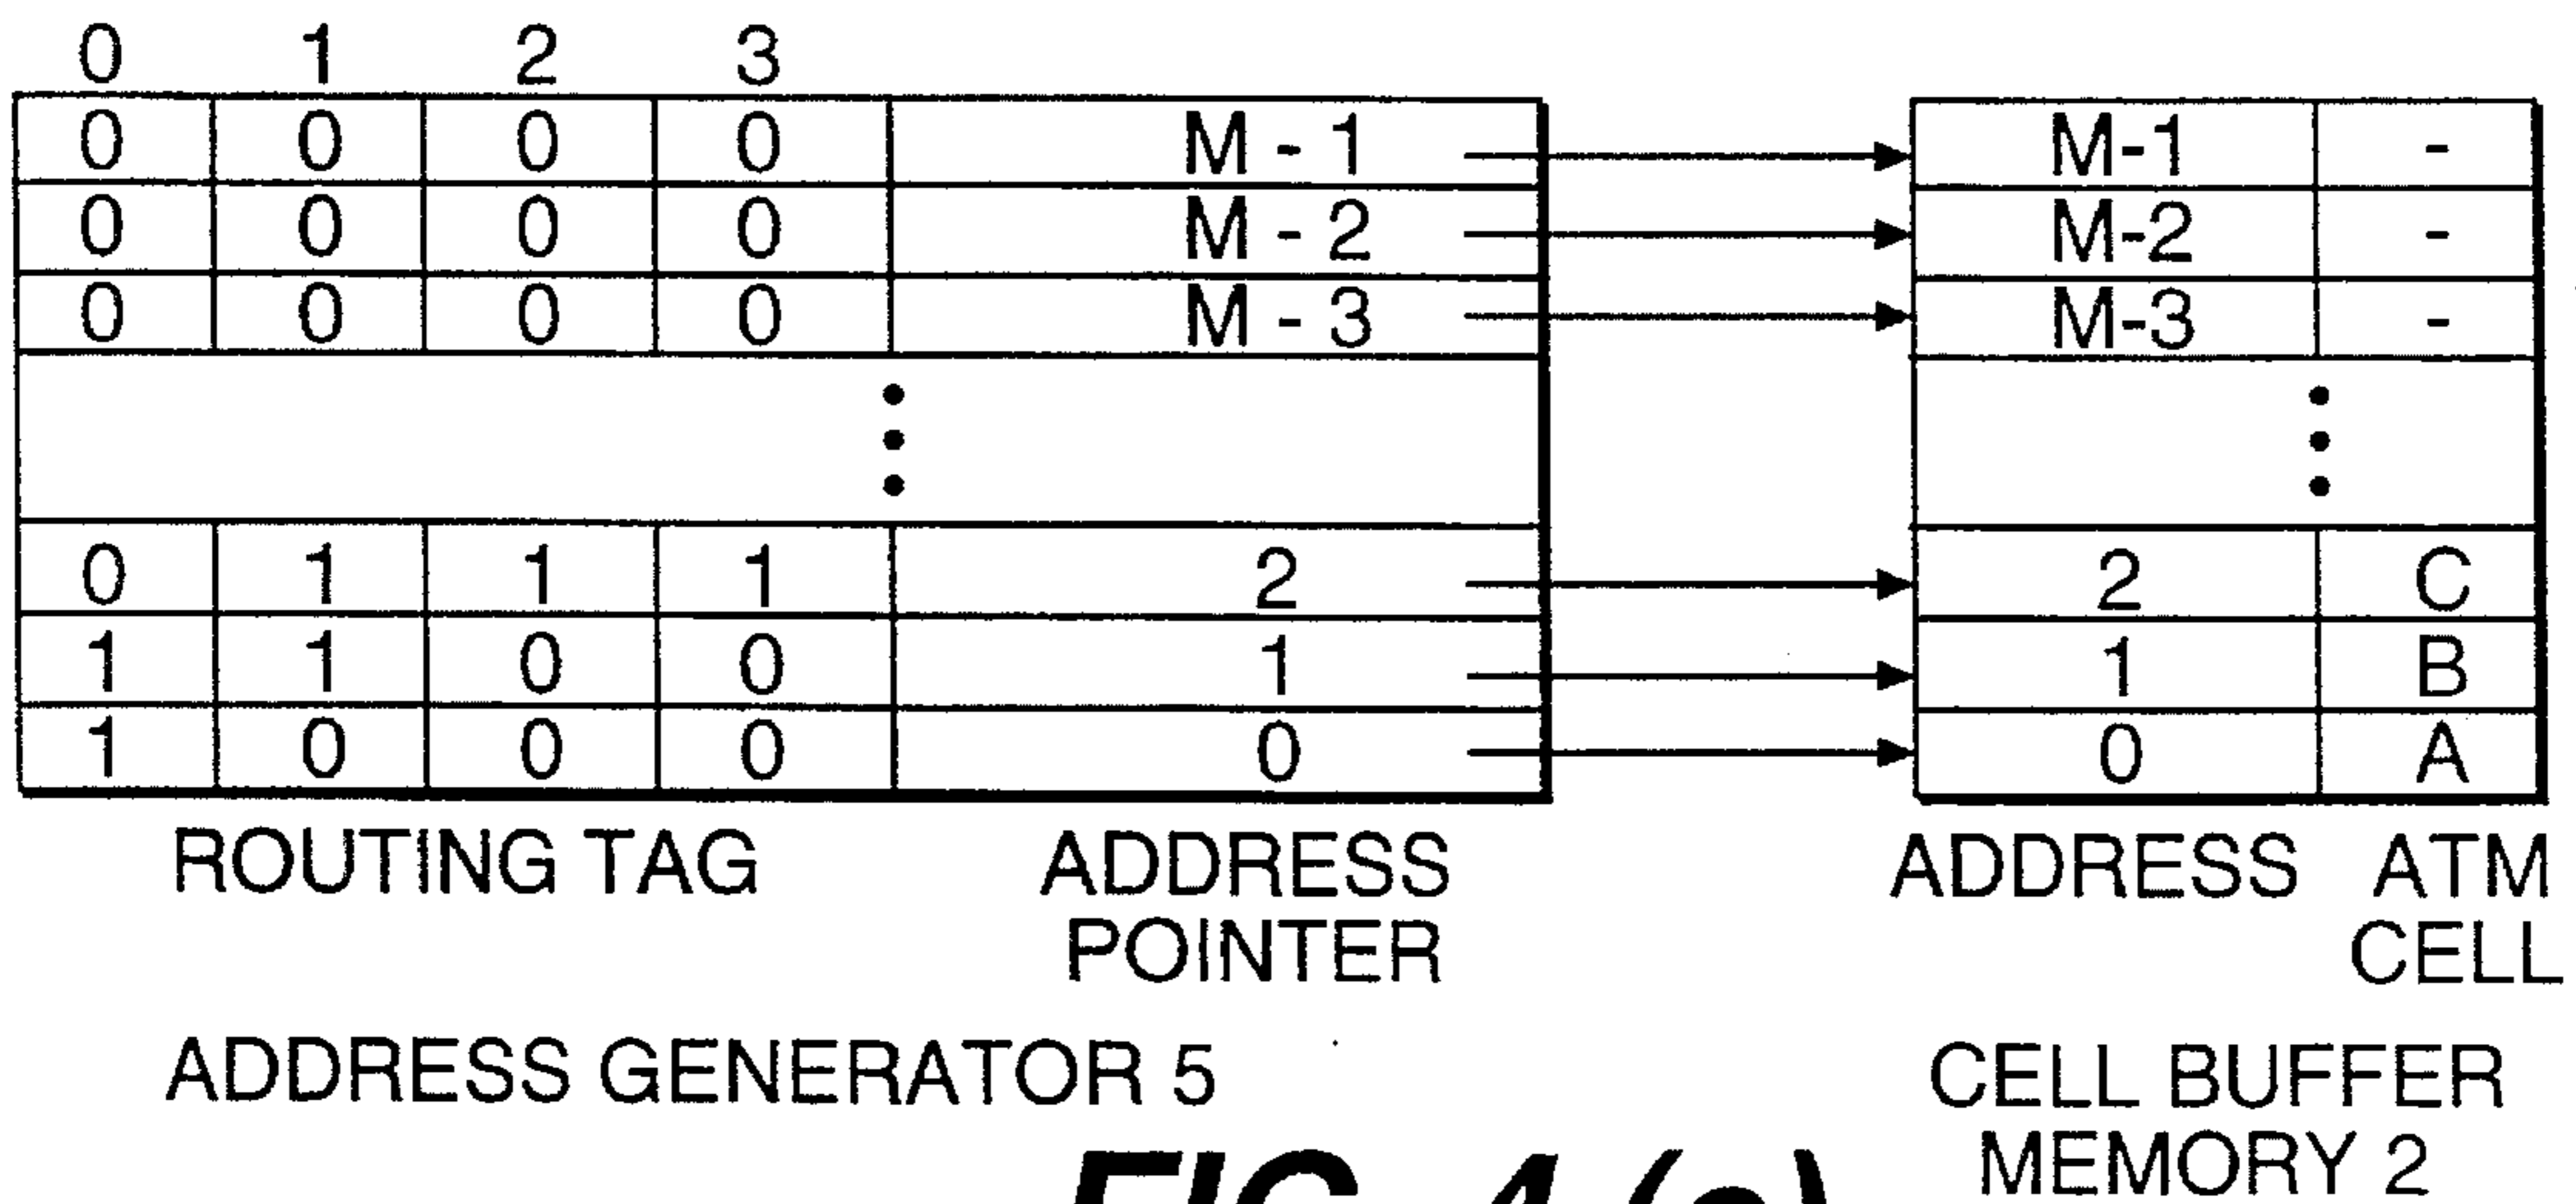 0 1 2 3
0 0 0 0 M - 1 M-1 -
0 0 0 0 M - 2 M-2 -
0 0 0 0 M - 3 M-3 -
0 1 1 1 2 2 C
1 1 0 0 1 1 B
1 0 0 0 0 0 A
ROUTING TAG ADDRESS POINTER ADDRESS ATM CELL
ADDRESS GENERATOR 5
CELL BUFFER
MEMORY 2